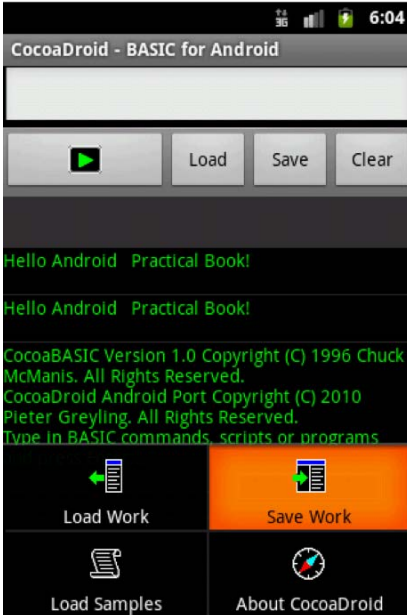 3G 6:04
CocoaDroid - BASIC for Android
Load Save Clear
Hello Android   Practical Book!
Hello Android   Practical Book!
CocoaBASIC Version 1.0 Copyright (C) 1996 Chuck
McManis. All Rights Reserved.
CocoaDroid Android Port Copyright (C) 2010
Pieter Greyling. All Rights Reserved.
Type in BASIC commands, scripts or programs
Load Work Save Work
Load Samples About CocoaDroid